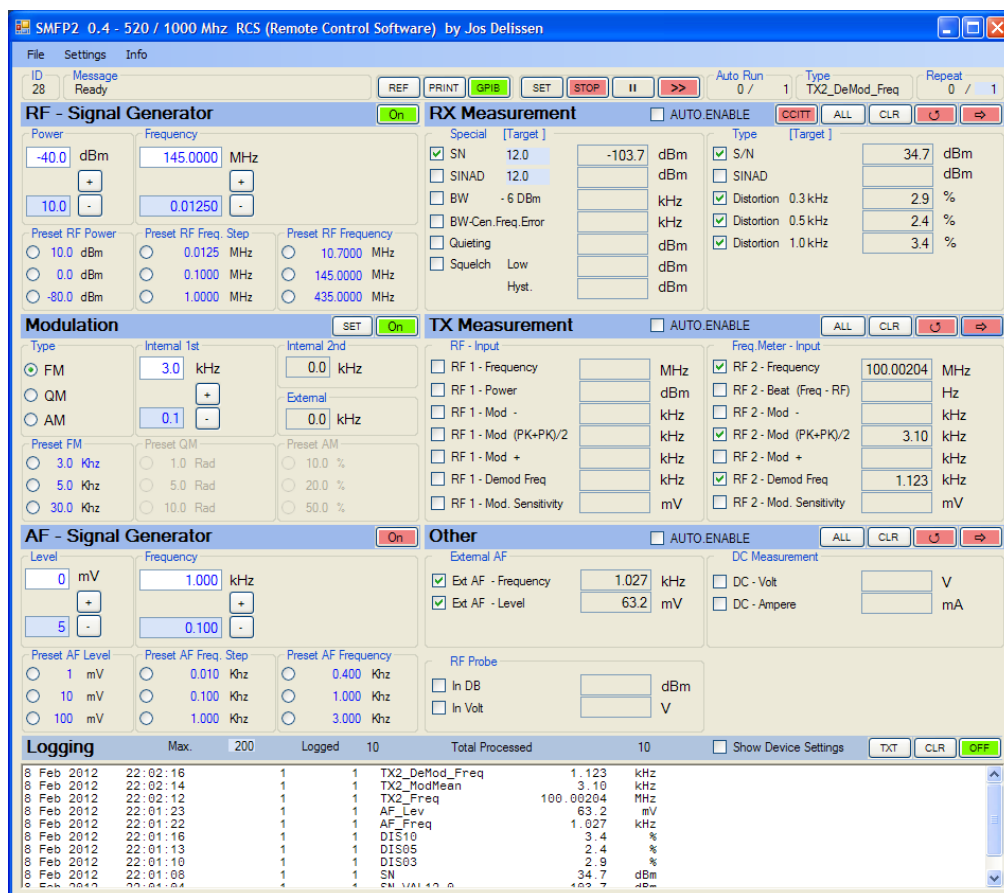 SMFP2 0.4 - 520 / 1000 Mhz RCS (Remote Control Software) by Jos Delissen
File Settings Info
ID Message Auto Run Type Repeat
28 Ready REF PRINT GPIB SET STOP II >> 0 / 1 TX2_DeMod_Freq 0 / 1
RF - Signal Generator On RX Measurement AUTO.ENABLE CCITT ALL CLR
Power Frequency Special [Target ] Type [Target ]
-40.0 dBm 145.0000 MHz SN 12.0 -103.7 dBm S/N 34.7 dBm
+ + SINAD 12.0 dBm SINAD dBm
10.0 - 0.01250 - BW - 6 DBm kHz Distortion 0.3 kHz 2.9 %
BW-Cen.Freq.Error kHz Distortion 0.5 kHz 2.4 %
Preset RF Power Preset RF Freq. Step Preset RF Frequency Quieting dBm Distortion 1.0 kHz 3.4 %
10.0 dBm 0.0125 MHz 10.7000 MHz Squelch Low dBm
0.0 dBm 0.1000 MHz 145.0000 MHz Hyst. dBm
-80.0 dBm 1.0000 MHz 435.0000 MHz
Modulation SET On TX Measurement AUTO.ENABLE ALL CLR
Type Internal 1st Internal 2nd RF - Input Freq.Meter - Input
FM 3.0 kHz 0.0 kHz RF 1 - Frequency MHz RF 2 - Frequency 100.00204 MHz
QM + External RF 1 - Power dBm RF 2 - Beat (Freq - RF) Hz
AM 0.1 - 0.0 kHz RF 1 - Mod - kHz RF 2 - Mod - kHz
Preset FM Preset QM Preset AM RF 1 - Mod (PK+PK)/2 kHz RF 2 - Mod (PK+PK)/2 3.10 kHz
3.0 Khz 1.0 Rad 10.0 % RF 1 - Mod + kHz RF 2 - Mod + kHz
5.0 Khz 5.0 Rad 20.0 % RF 1 - Demod Freq kHz RF 2 - Demod Freq 1.123 kHz
30.0 Khz 10.0 Rad 50.0 % RF 1 - Mod. Sensitivity mV RF 2 - Mod. Sensitivity mV
AF - Signal Generator On Other AUTO.ENABLE ALL CLR
Level Frequency External AF DC Measurement
0 mV 1.000 kHz Ext AF - Frequency 1.027 kHz DC - Volt V
+ + Ext AF - Level 63.2 mV DC - Ampere mA
5 - 0.100 -
Preset AF Level Preset AF Freq. Step Preset AF Frequency RF Probe
1 mV 0.010 Khz 0.400 Khz In DB dBm
10 mV 0.100 Khz 1.000 Khz In Volt V
100 mV 1.000 Khz 3.000 Khz
Logging Max. 200 Logged 10 Total Processed 10 Show Device Settings TXT CLR OFF
8 Feb 2012 22:02:16 1 1 TX2_DeMod_Freq 1.123 kHz
8 Feb 2012 22:02:14 1 1 TX2_ModMean 3.10 kHz
8 Feb 2012 22:02:12 1 1 TX2_Freq 100.00204 MHz
8 Feb 2012 22:01:23 1 1 AF_Lev 63.2 mV
8 Feb 2012 22:01:22 1 1 AF_Freq 1.027 kHz
8 Feb 2012 22:01:16 1 1 DIS10 3.4 %
8 Feb 2012 22:01:13 1 1 DIS05 2.4 %
8 Feb 2012 22:01:10 1 1 DIS03 2.9 %
8 Feb 2012 22:01:08 1 1 SN 34.7 dBm
8 Feb 2012 22:01:04 1 1 SN_VAL12.0 103.7 dBm